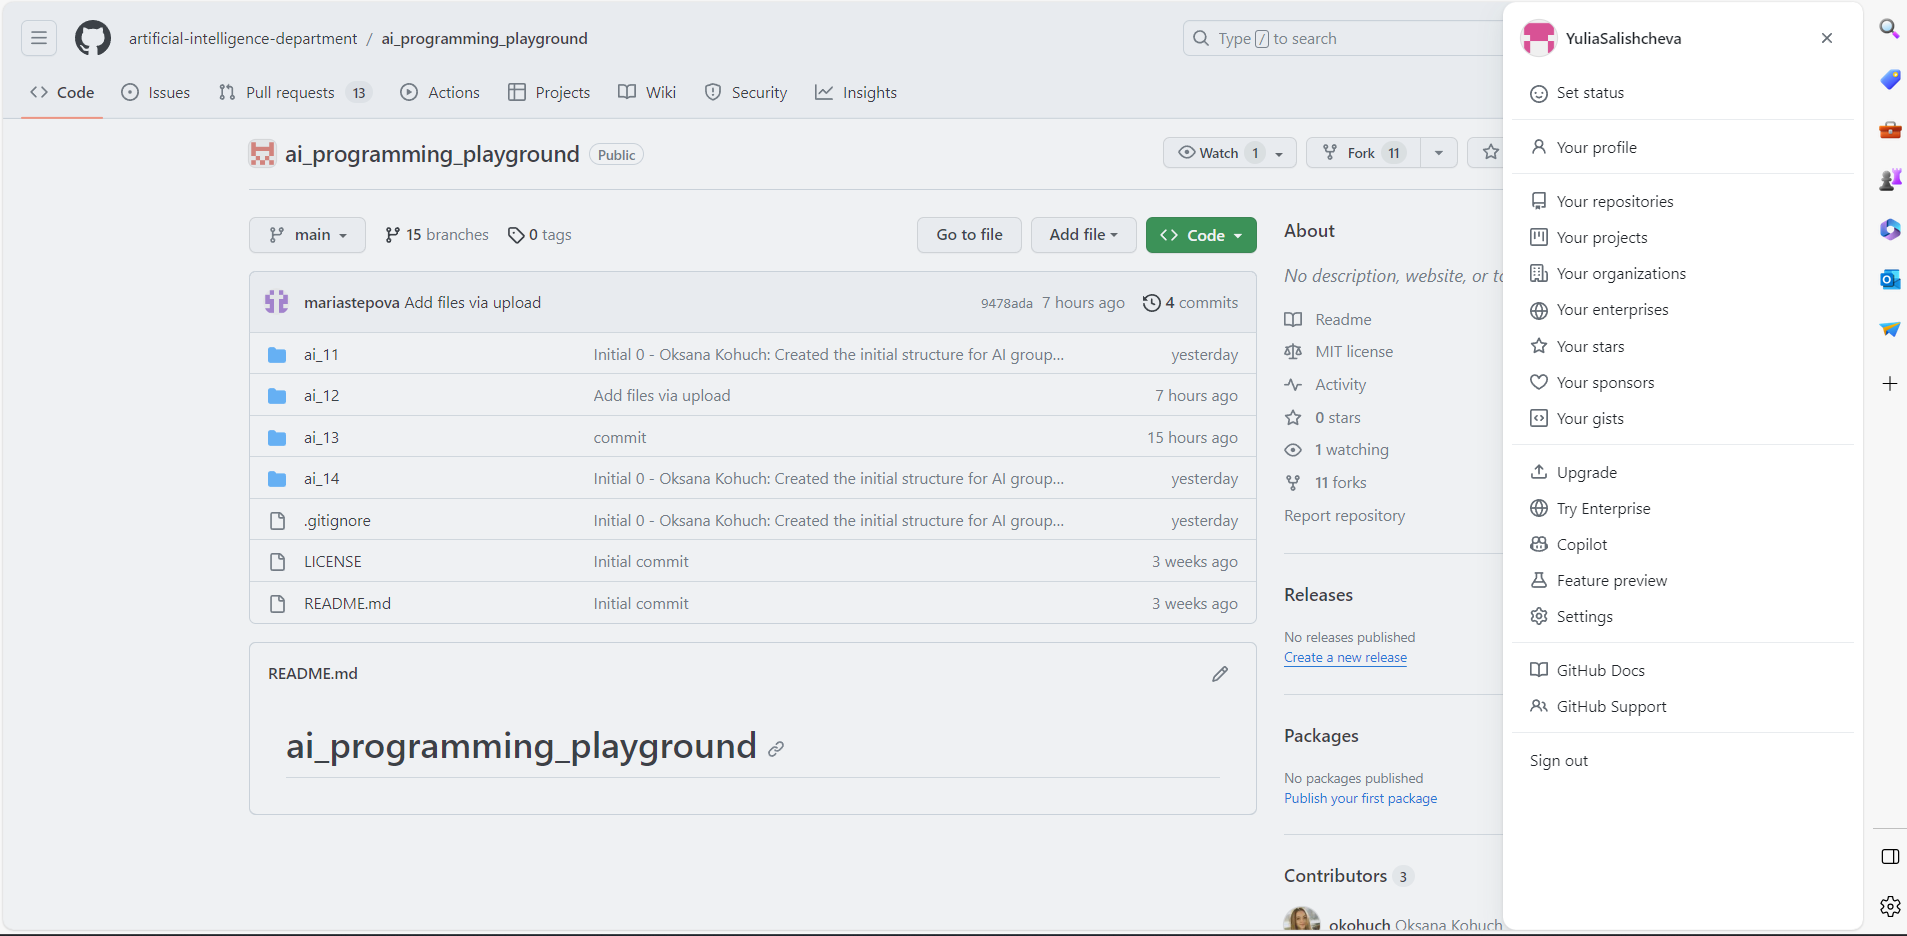 artificial-intelligence-department / ai_programming_playground
Type / to search
Code Issues Pull requests 13 Actions Projects Wiki Security Insights
ai_programming_playground Public
Watch 1 Fork 11
main 15 branches 0 tags Go to file Add file Code
mariastepova Add files via upload 9478ada 7 hours ago 4 commits
ai_11 Initial 0 - Oksana Kohuch: Created the initial structure for AI group... yesterday
ai_12 Add files via upload 7 hours ago
ai_13 commit 15 hours ago
ai_14 Initial 0 - Oksana Kohuch: Created the initial structure for AI group... yesterday
.gitignore Initial 0 - Oksana Kohuch: Created the initial structure for AI group... yesterday
LICENSE Initial commit 3 weeks ago
README.md Initial commit 3 weeks ago
README.md
ai_programming_playground
About
No description, website, or to
Readme
MIT license
Activity
0 stars
1 watching
11 forks
Report repository
Releases
No releases published
Create a new release
Packages
No packages published
Publish your first package
Contributors 3
okohuch Oksana Kohuch
YuliaSalishcheva
Set status
Your profile
Your repositories
Your projects
Your organizations
Your enterprises
Your stars
Your sponsors
Your gists
Upgrade
Try Enterprise
Copilot
Feature preview
Settings
GitHub Docs
GitHub Support
Sign out